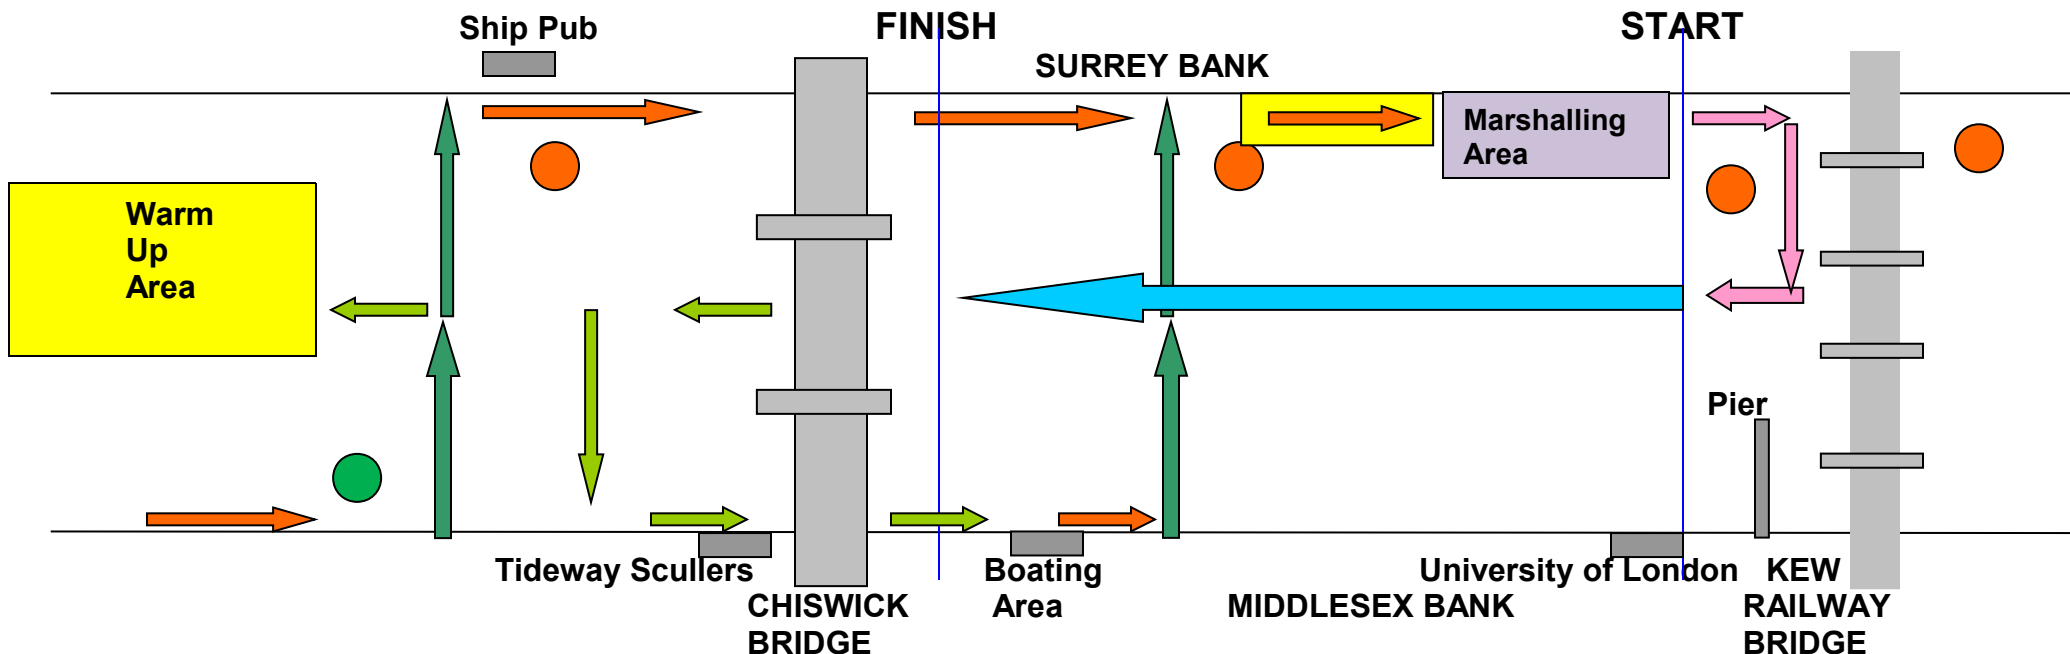 Ship Pub
FINISH
START
SURREY BANK
Marshalling
Area
Warm
Up
Area
Pier
Tideway Scullers
Boating
Area
University of London
KEW
RAILWAY
BRIDGE
CHISWICK
BRIDGE
MIDDLESEX BANK